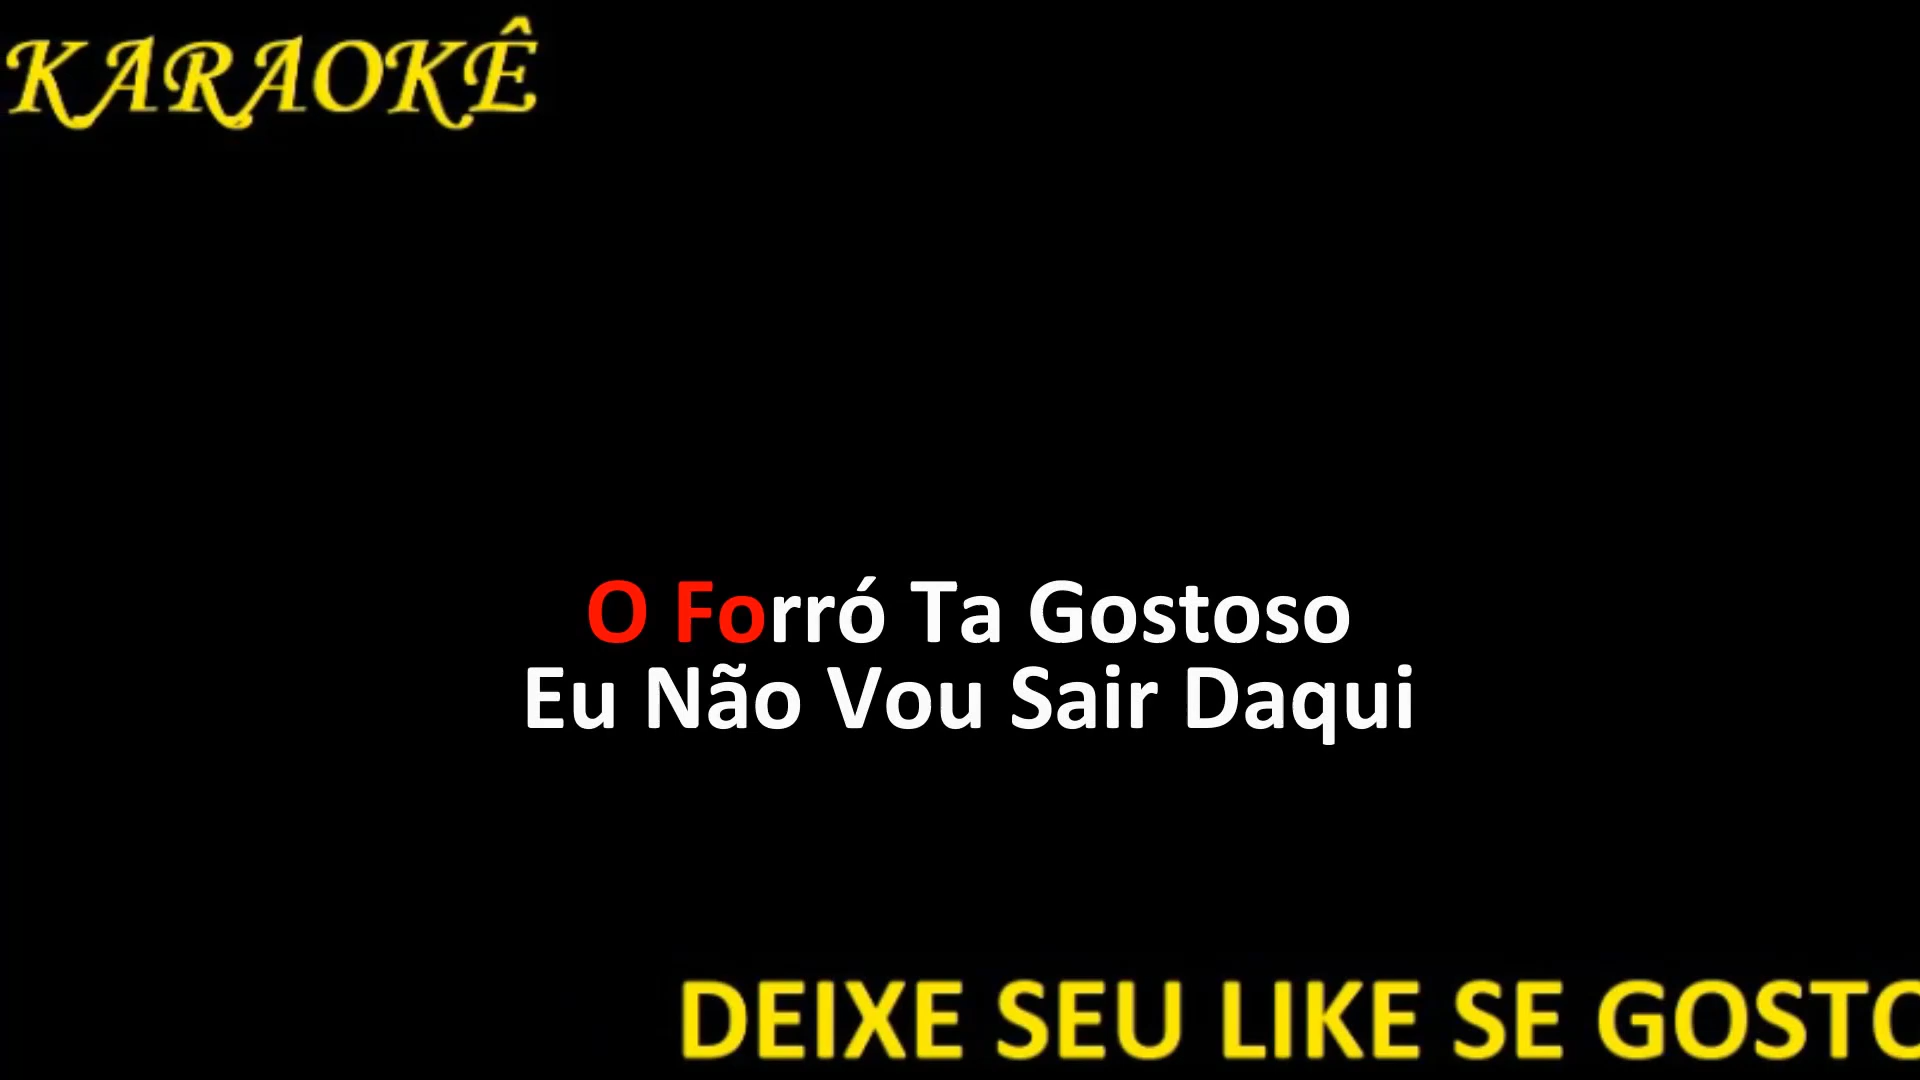 KARAOKÊ
O Forró Ta Gostoso
Eu Não Vou Sair Daqui
DEIXE SEU LIKE SE GOSTO